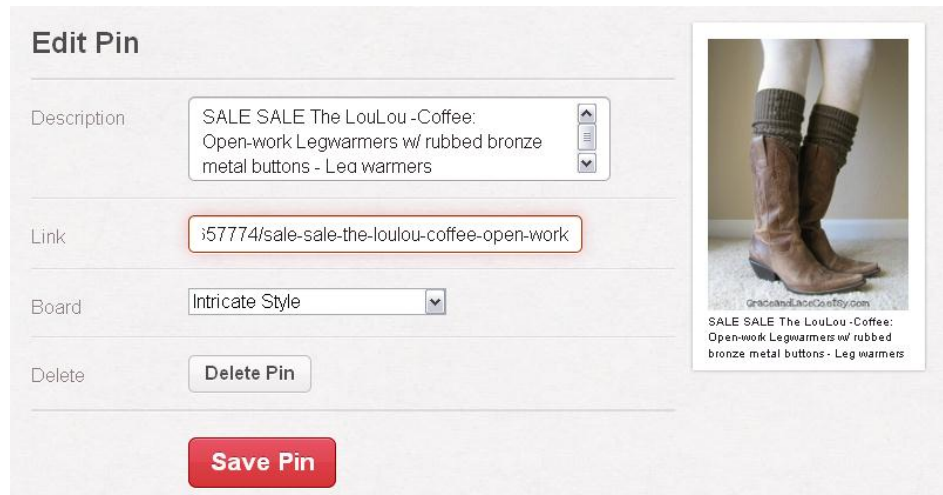 Edit Pin
Description
SALE SALE The LouLou -Coffee:
Open-work Legwarmers w/ rubbed bronze
metal buttons - Leg warmers
Link
57774/sale-sale-the-loulou-coffee-open-work
Board
Intricate Style
Delete
Delete Pin
Save Pin
GraceandLaceCo.etsy.com
SALE SALE The LouLou -Coffee:
Open-work Legwarmers w/ rubbed
bronze metal buttons - Leg warmers